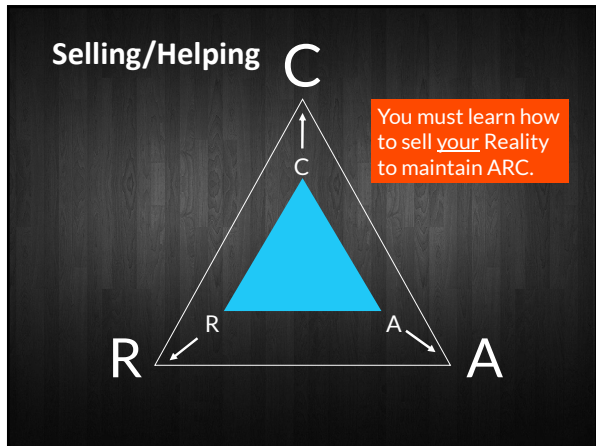 Selling/Helping
C
You must learn how
to sell your Reality
to maintain ARC.
C
R
A
R
A